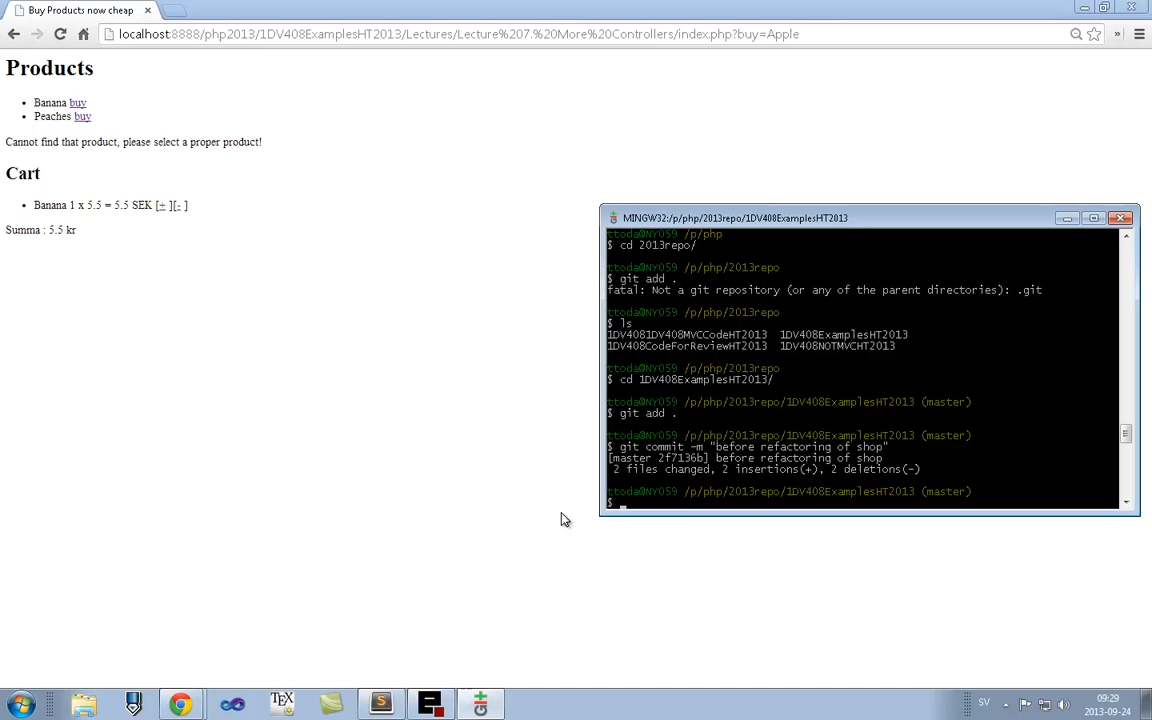 Buy Products now cheap
localhost:8888/php2013/1DV408ExamplesHT2013/Lectures/Lecture%207.%20More%20Controllers/index.php?buy=Apple
Products
• Banana buy
• Peaches buy
Cannot find that product, please select a proper product!
Cart
• Banana 1 x 5.5 = 5.5 SEK [+ ][- ]
Summa : 5.5 kr
MINGW32:/p/php/2013repo/1DV408ExamplesHT2013
ttoda@NY059 /p/php
$ cd 2013repo/
ttoda@NY059 /p/php/2013repo
$ git add .
fatal: Not a git repository (or any of the parent directories): .git
ttoda@NY059 /p/php/2013repo
$ ls
1DV4081DV408MVCCodeHT2013 1DV408ExamplesHT2013
1DV408CodeForReviewHT2013 1DV408NOTMVCHT2013
ttoda@NY059 /p/php/2013repo
$ cd 1DV408ExamplesHT2013/
ttoda@NY059 /p/php/2013repo/1DV408ExamplesHT2013 (master)
$ git add .
ttoda@NY059 /p/php/2013repo/1DV408ExamplesHT2013 (master)
$ git commit -m "before refactoring of shop"
[master 2f7136b] before refactoring of shop
2 files changed, 2 insertions(+), 2 deletions(-)
ttoda@NY059 /p/php/2013repo/1DV408ExamplesHT2013 (master)
$
TEX
S
SV
09:29
2013-09-24